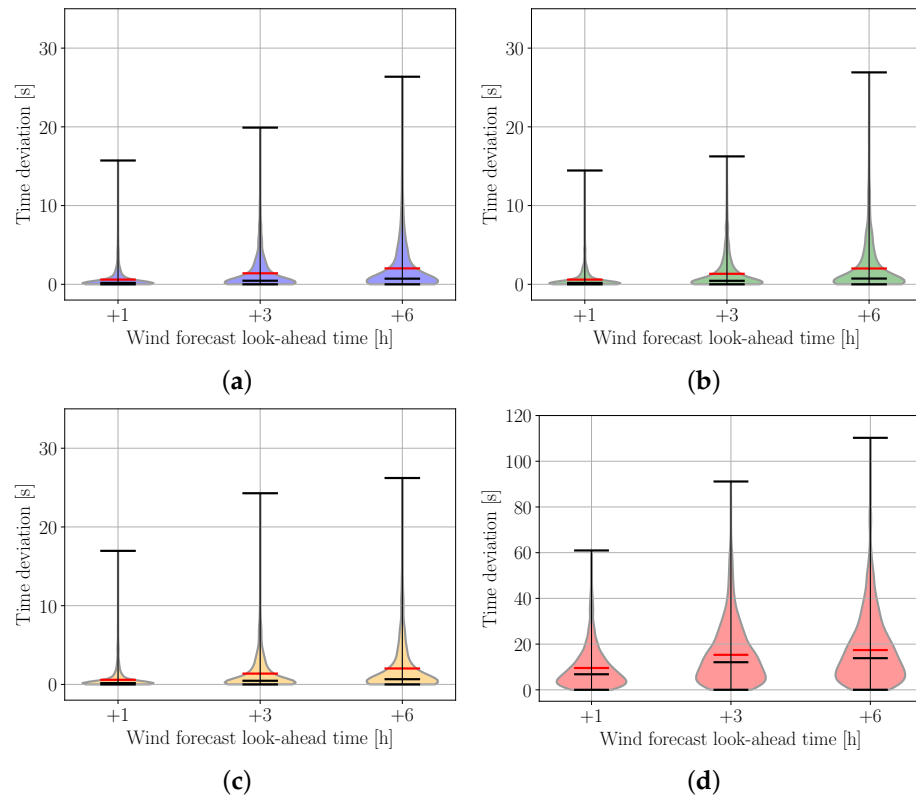 30
20
10
0
Time deviation [s]
+1 +3 +6
Wind forecast look-ahead time [h]
(a)
30
20
10
0
Time deviation [s]
+1 +3 +6
Wind forecast look-ahead time [h]
(b)
30
20
10
0
Time deviation [s]
+1 +3 +6
Wind forecast look-ahead time [h]
(c)
120
100
80
60
40
20
0
Time deviation [s]
+1 +3 +6
Wind forecast look-ahead time [h]
(d)